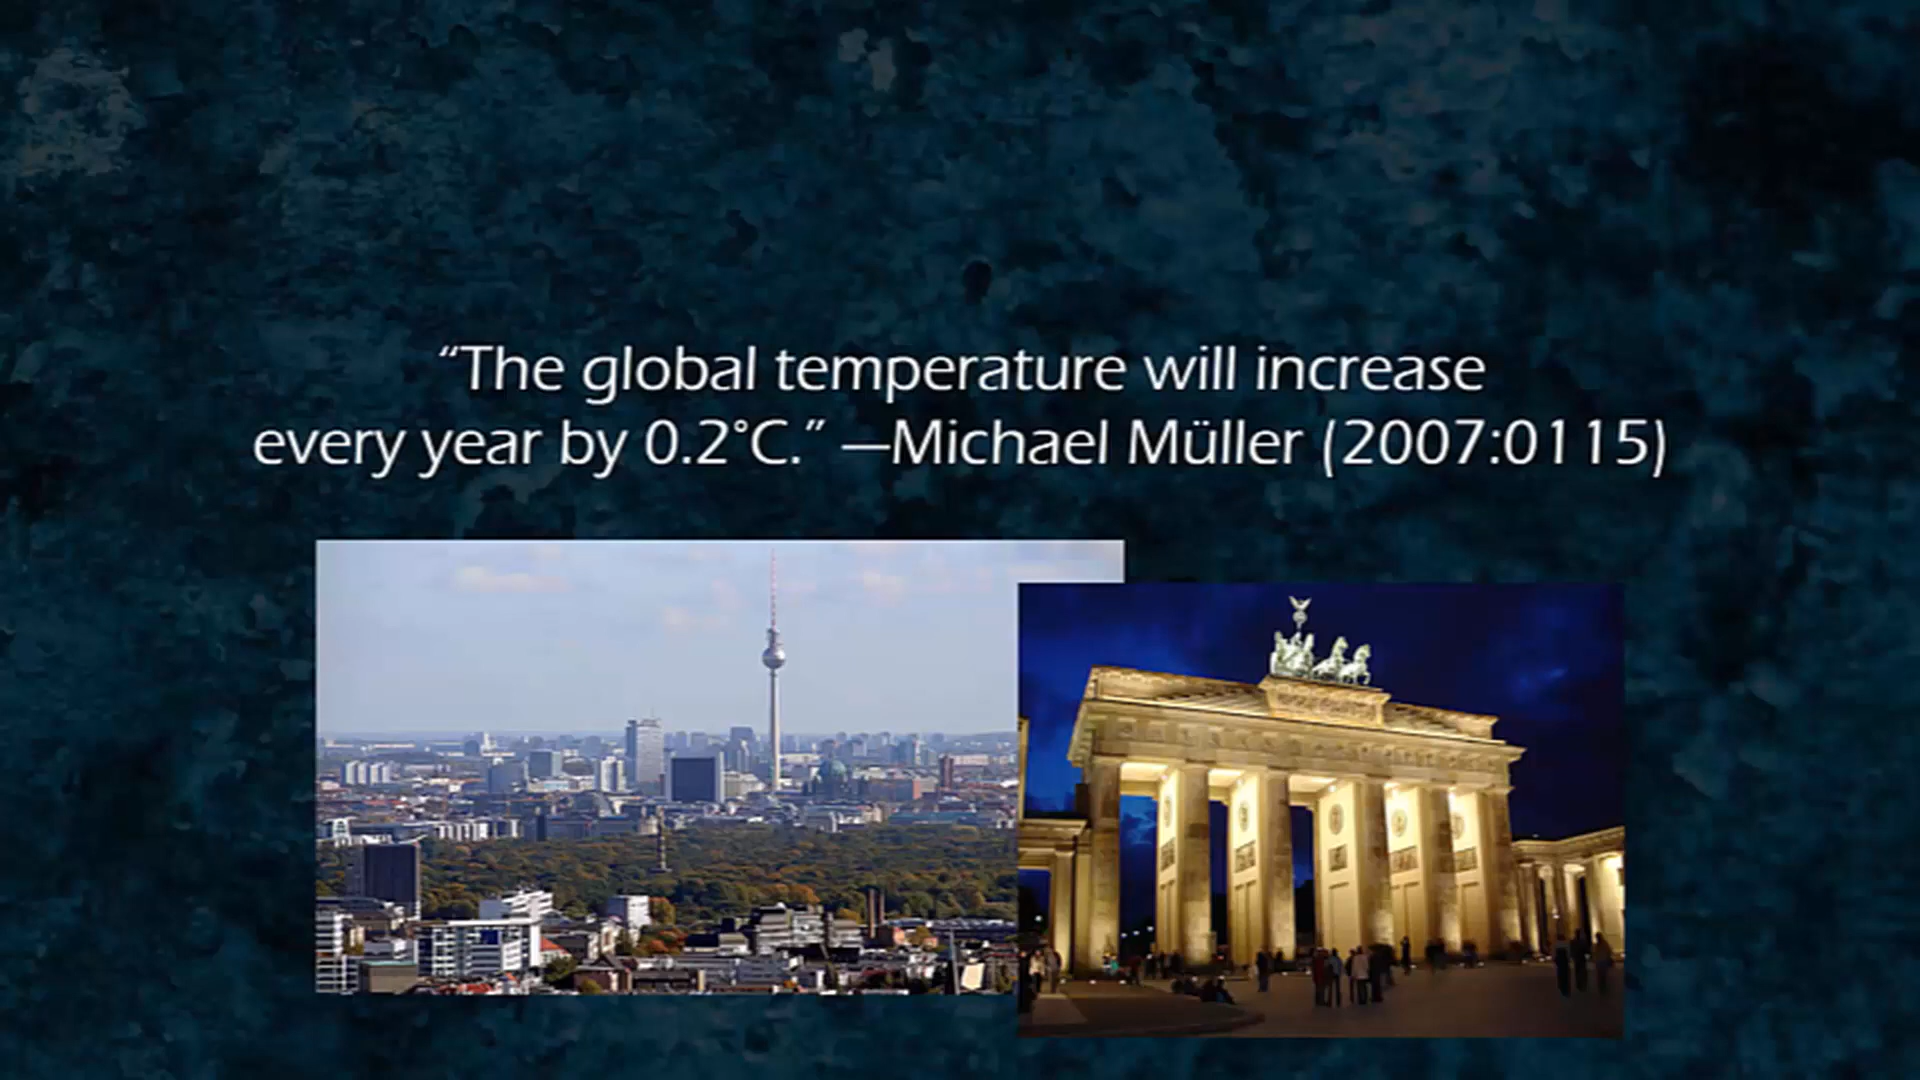 “The global temperature will increase
every year by 0.2°C.” —Michael Müller (2007:0115)